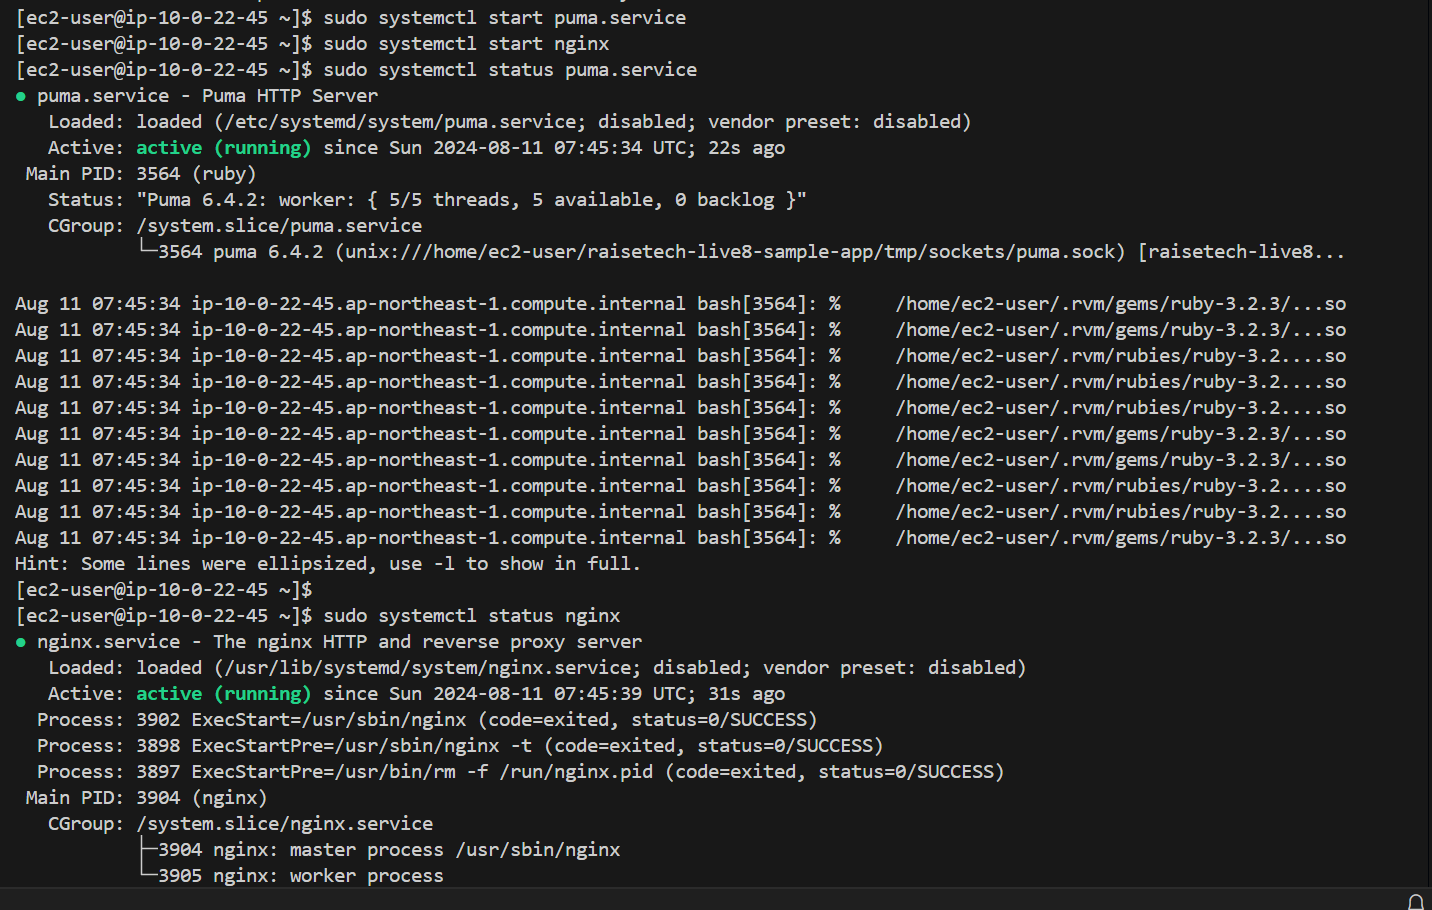 [ec2-user@ip-10-0-22-45 ~]$ sudo systemctl start puma.service
[ec2-user@ip-10-0-22-45 ~]$ sudo systemctl start nginx
[ec2-user@ip-10-0-22-45 ~]$ sudo systemctl status puma.service
● puma.service - Puma HTTP Server
   Loaded: loaded (/etc/systemd/system/puma.service; disabled; vendor preset: disabled)
   Active: active (running) since Sun 2024-08-11 07:45:34 UTC; 22s ago
 Main PID: 3564 (ruby)
   Status: "Puma 6.4.2: worker: { 5/5 threads, 5 available, 0 backlog }"
   CGroup: /system.slice/puma.service
           └─3564 puma 6.4.2 (unix:///home/ec2-user/raisetech-live8-sample-app/tmp/sockets/puma.sock) [raisetech-live8...

Aug 11 07:45:34 ip-10-0-22-45.ap-northeast-1.compute.internal bash[3564]: %     /home/ec2-user/.rvm/gems/ruby-3.2.3/...so
Aug 11 07:45:34 ip-10-0-22-45.ap-northeast-1.compute.internal bash[3564]: %     /home/ec2-user/.rvm/gems/ruby-3.2.3/...so
Aug 11 07:45:34 ip-10-0-22-45.ap-northeast-1.compute.internal bash[3564]: %     /home/ec2-user/.rvm/rubies/ruby-3.2....so
Aug 11 07:45:34 ip-10-0-22-45.ap-northeast-1.compute.internal bash[3564]: %     /home/ec2-user/.rvm/rubies/ruby-3.2....so
Aug 11 07:45:34 ip-10-0-22-45.ap-northeast-1.compute.internal bash[3564]: %     /home/ec2-user/.rvm/rubies/ruby-3.2....so
Aug 11 07:45:34 ip-10-0-22-45.ap-northeast-1.compute.internal bash[3564]: %     /home/ec2-user/.rvm/gems/ruby-3.2.3/...so
Aug 11 07:45:34 ip-10-0-22-45.ap-northeast-1.compute.internal bash[3564]: %     /home/ec2-user/.rvm/gems/ruby-3.2.3/...so
Aug 11 07:45:34 ip-10-0-22-45.ap-northeast-1.compute.internal bash[3564]: %     /home/ec2-user/.rvm/rubies/ruby-3.2....so
Aug 11 07:45:34 ip-10-0-22-45.ap-northeast-1.compute.internal bash[3564]: %     /home/ec2-user/.rvm/rubies/ruby-3.2....so
Aug 11 07:45:34 ip-10-0-22-45.ap-northeast-1.compute.internal bash[3564]: %     /home/ec2-user/.rvm/gems/ruby-3.2.3/...so
Hint: Some lines were ellipsized, use -l to show in full.
[ec2-user@ip-10-0-22-45 ~]$
[ec2-user@ip-10-0-22-45 ~]$ sudo systemctl status nginx
● nginx.service - The nginx HTTP and reverse proxy server
   Loaded: loaded (/usr/lib/systemd/system/nginx.service; disabled; vendor preset: disabled)
   Active: active (running) since Sun 2024-08-11 07:45:39 UTC; 31s ago
  Process: 3902 ExecStart=/usr/sbin/nginx (code=exited, status=0/SUCCESS)
  Process: 3898 ExecStartPre=/usr/sbin/nginx -t (code=exited, status=0/SUCCESS)
  Process: 3897 ExecStartPre=/usr/bin/rm -f /run/nginx.pid (code=exited, status=0/SUCCESS)
 Main PID: 3904 (nginx)
   CGroup: /system.slice/nginx.service
           ├─3904 nginx: master process /usr/sbin/nginx
           └─3905 nginx: worker process